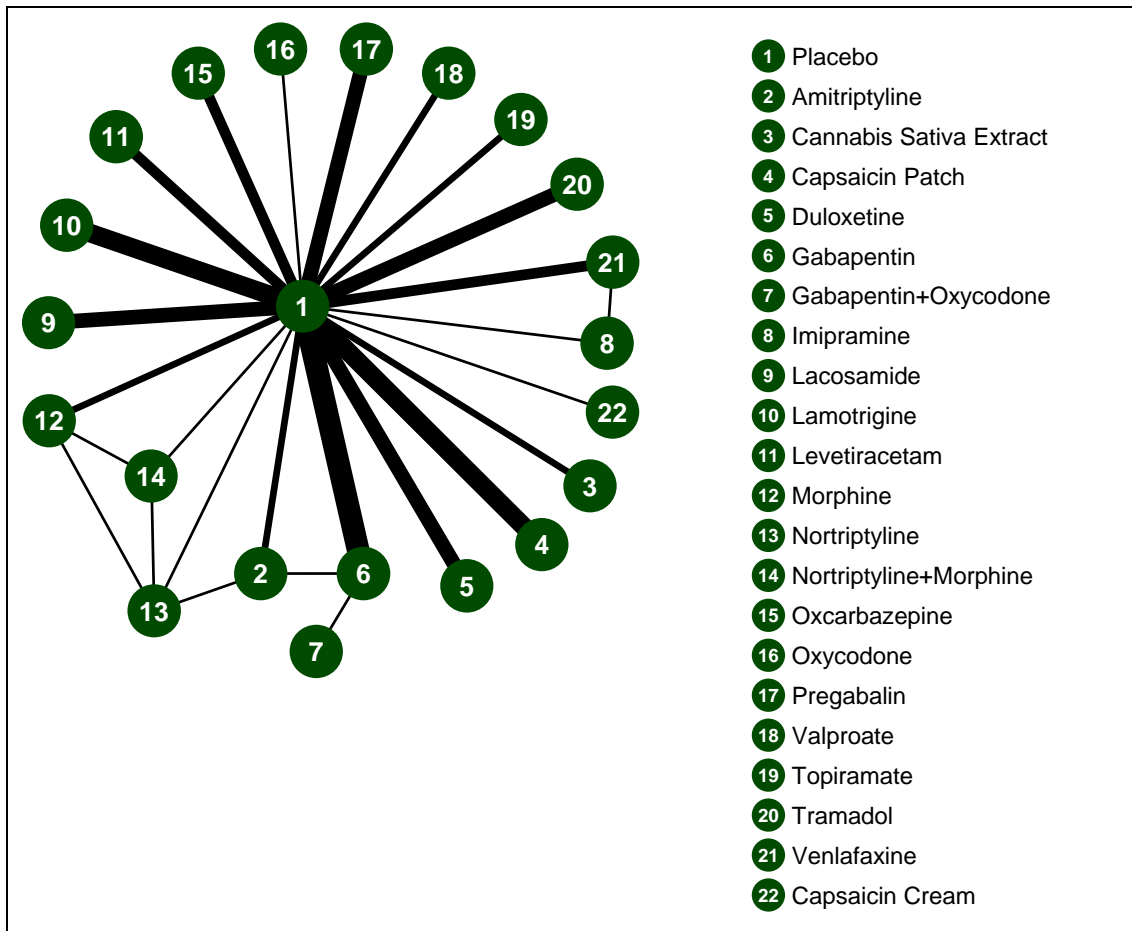 16
17
15
18
11
19
10
20
21
9
1
8
22
12
14
3
4
2
6
5
13
7
1 Placebo
2 Amitriptyline
3 Cannabis Sativa Extract
4 Capsaicin Patch
5 Duloxetine
6 Gabapentin
7 Gabapentin+Oxycodone
8 Imipramine
9 Lacosamide
10 Lamotrigine
11 Levetiracetam
12 Morphine
13 Nortriptyline
14 Nortriptyline+Morphine
15 Oxcarbazepine
16 Oxycodone
17 Pregabalin
18 Valproate
19 Topiramate
20 Tramadol
21 Venlafaxine
22 Capsaicin Cream